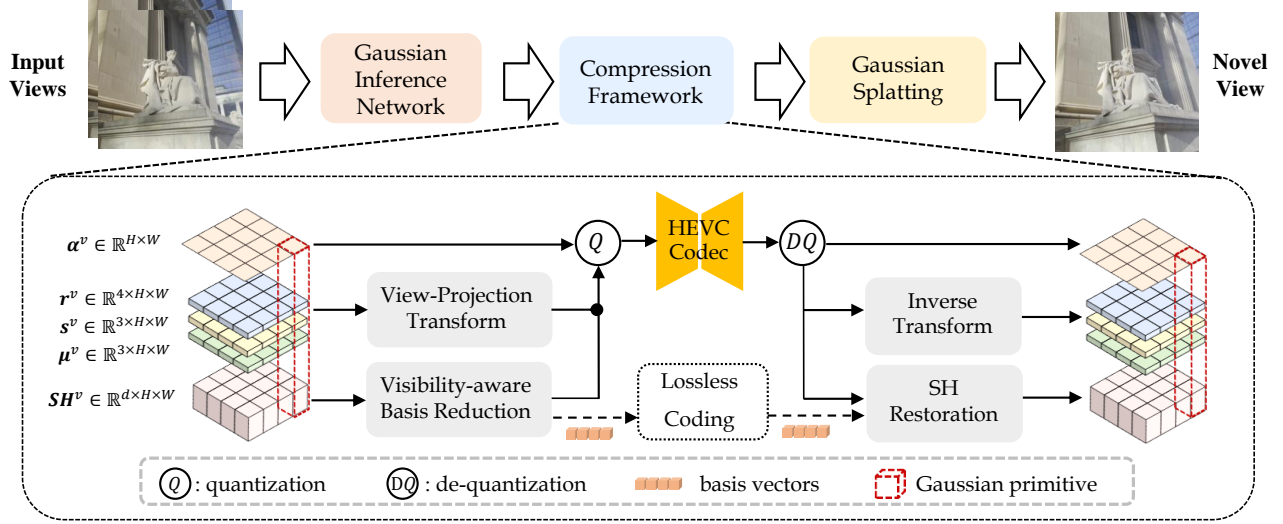 Input
Views
Gaussian
Inference
Network
Compression
Framework
Gaussian
Splatting
Novel
View
α^v ∈ ℝ^{H×W}
r^v ∈ ℝ^{4×H×W}
s^v ∈ ℝ^{3×H×W}
μ^v ∈ ℝ^{3×H×W}
SH^v ∈ ℝ^{d×H×W}
View-Projection
Transform
Visibility-aware
Basis Reduction
Q
HEVC
Codec
DQ
Lossless
Coding
Inverse
Transform
SH
Restoration
Q : quantization
DQ : de-quantization
basis vectors
Gaussian primitive